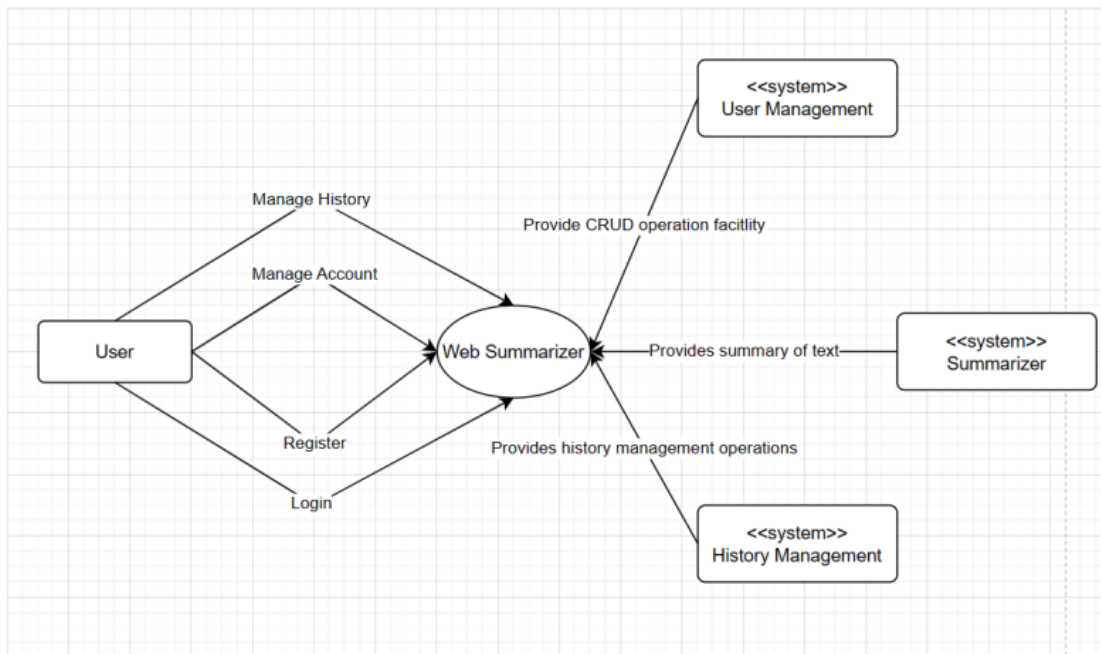 <<system>>
User Management
Manage History
Provide CRUD operation facitlity
Manage Account
User
Web Summarizer
Provides summary of text
<<system>>
Summarizer
Register
Provides history management operations
Login
<<system>>
History Management